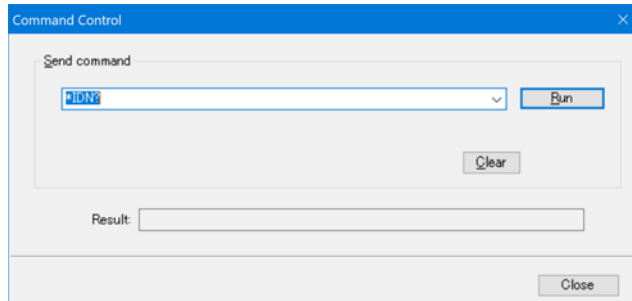 Command Control
Send command
*IDN?
Run
Clear
Result:
Close